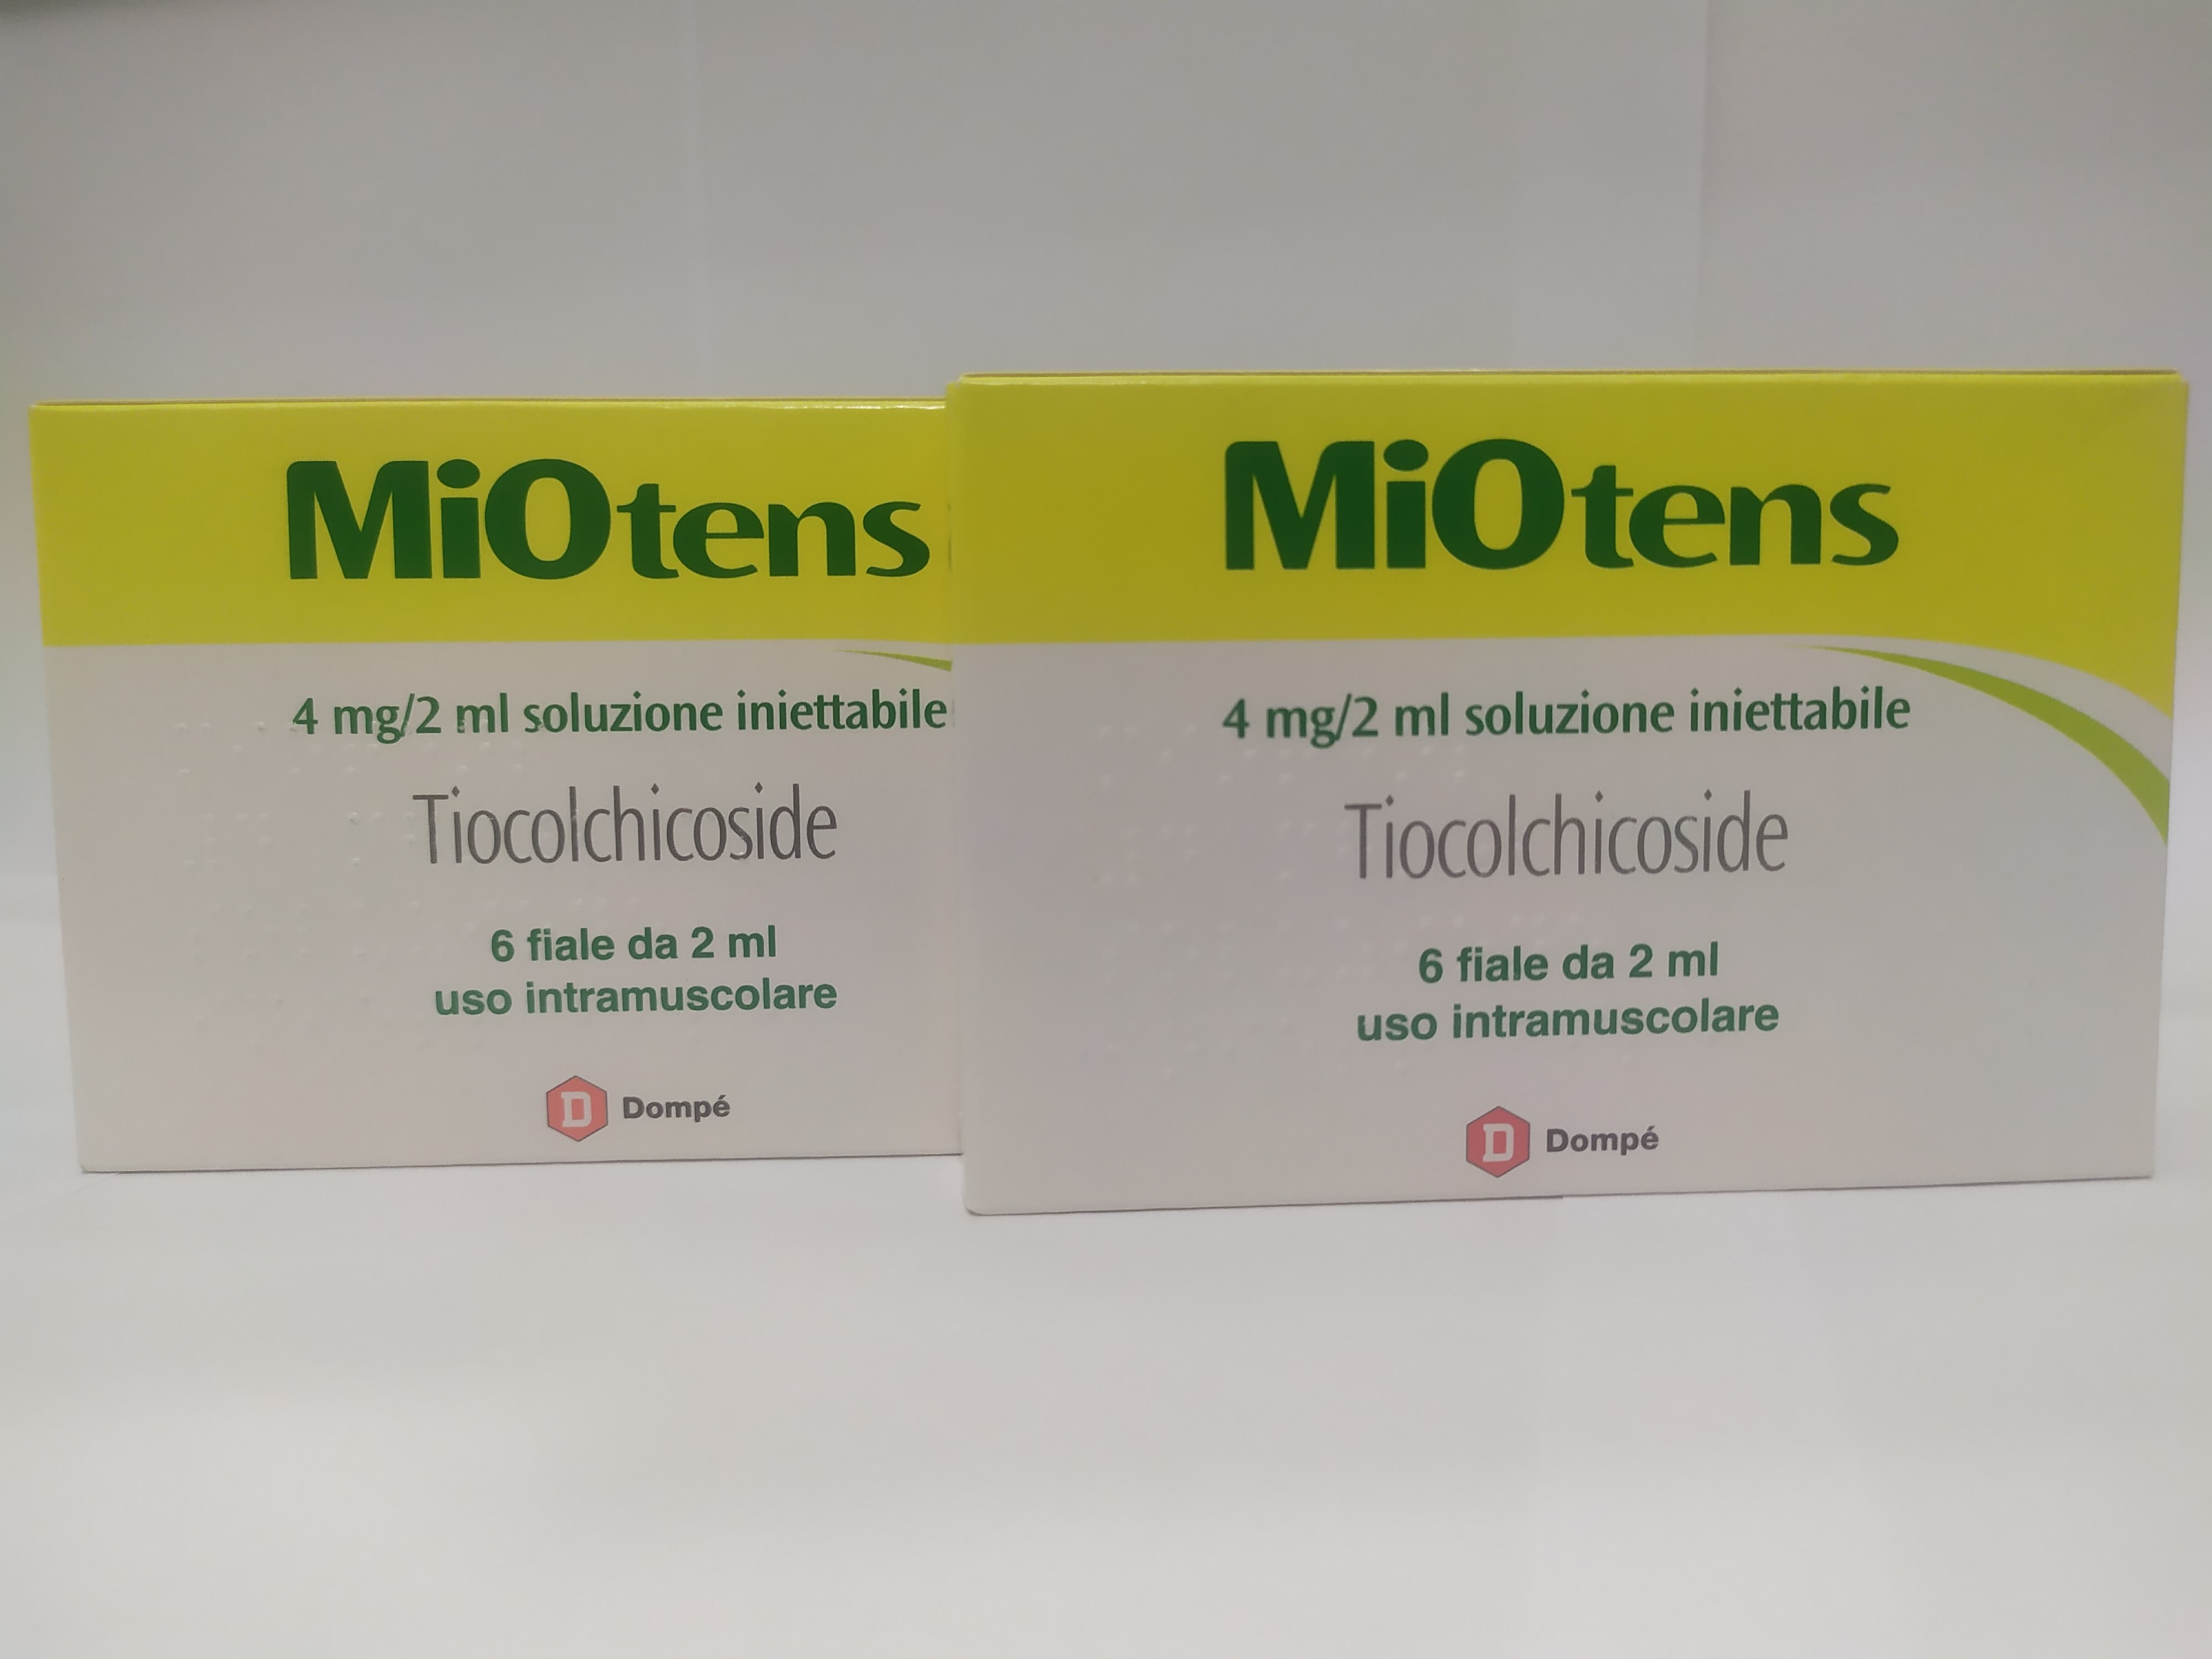 MiOtens
4 mg/2 ml soluzione iniettabile
Tiocolchicoside
6 fiale da 2 ml
uso intramuscolare
D Dompé
MiOtens
4 mg/2 ml soluzione iniettabile
Tiocolchicoside
6 fiale da 2 ml
uso intramuscolare
D Dompé